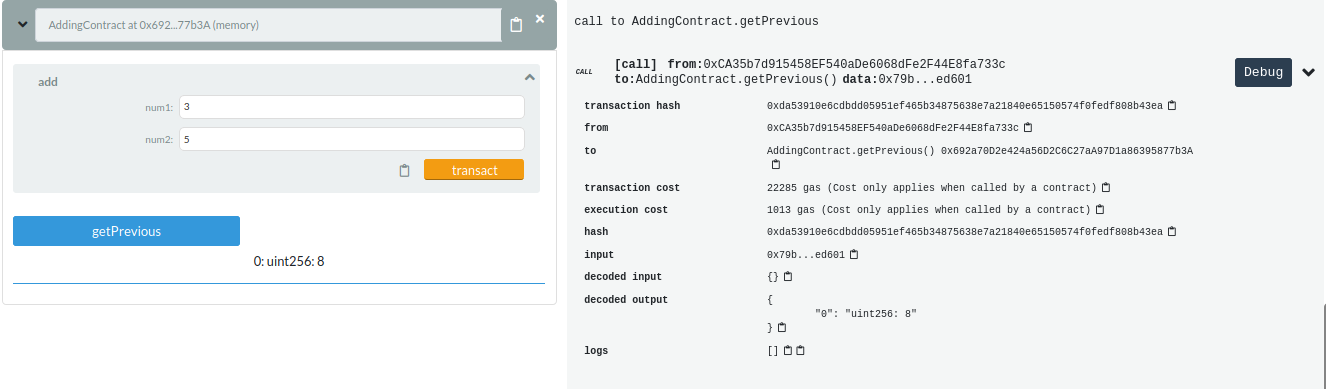 AddingContract at 0x692...77b3A (memory)
add
num1: 3
num2: 5
transact
getPrevious
0: uint256: 8
call to AddingContract.getPrevious
CALL [call] from:0xCA35b7d915458EF540aDe6068dFe2F44E8fa733c
to:AddingContract.getPrevious() data:0x79b...ed601
Debug
transaction hash 0xda53910e6cdbdd05951ef465b34875638e7a21840e65150574f0fedf808b43ea
from 0xCA35b7d915458EF540aDe6068dFe2F44E8fa733c
to AddingContract.getPrevious() 0x692a70D2e424a56D2C6C27aA97D1a86395877b3A
transaction cost 22285 gas (Cost only applies when called by a contract)
execution cost 1013 gas (Cost only applies when called by a contract)
hash 0xda53910e6cdbdd05951ef465b34875638e7a21840e65150574f0fedf808b43ea
input 0x79b...ed601
decoded input {}
decoded output {
"0": "uint256: 8"
}
logs []